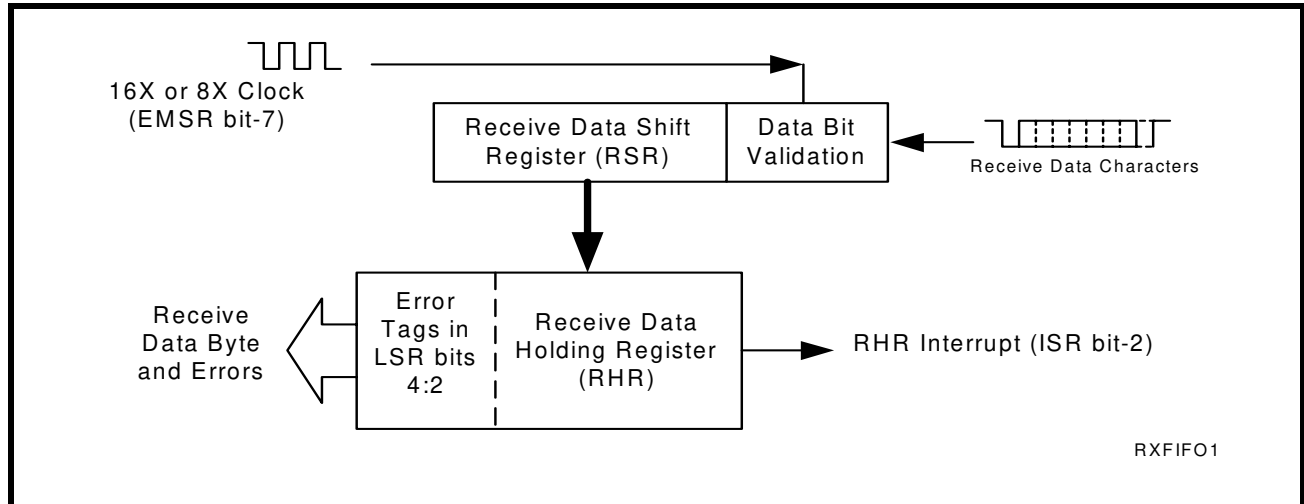 16X or 8X Clock
(EMSR bit-7)
Receive Data Shift
Register (RSR)
Data Bit
Validation
Receive Data Characters
Receive
Data Byte
and Errors
Error
Tags in
LSR bits
4:2
Receive Data
Holding Register
(RHR)
RHR Interrupt (ISR bit-2)
RXFIFO1